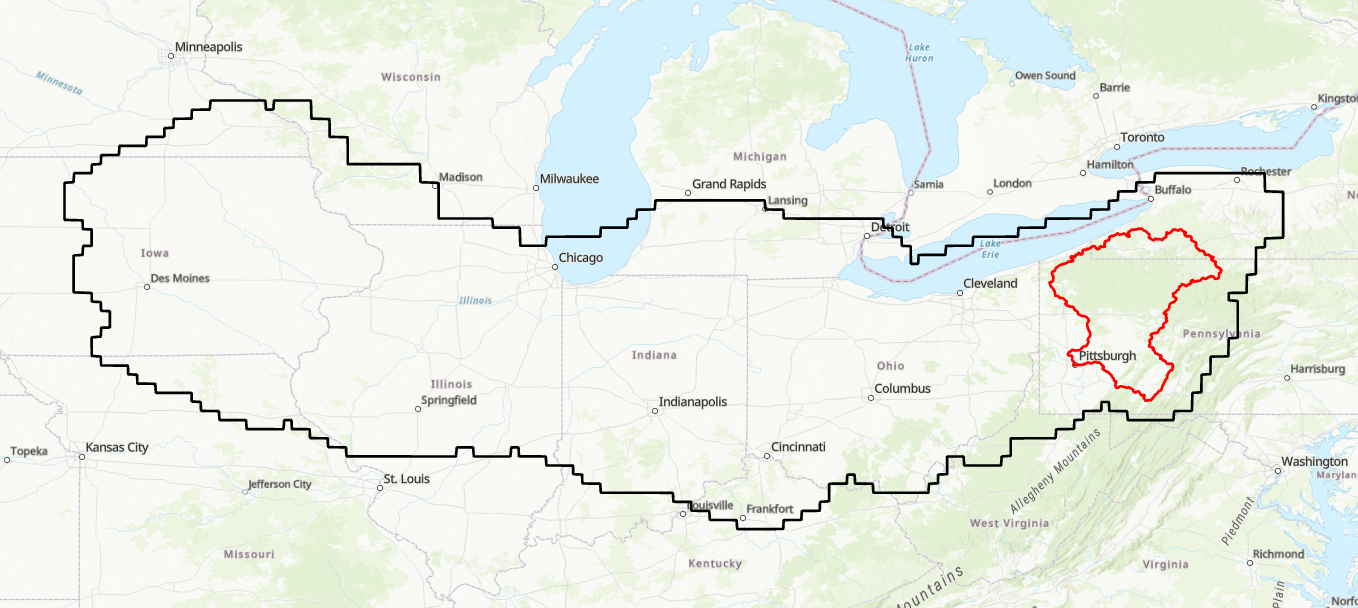 Minneapolis
Minnesota
Wisconsin
Lake
Huron
Owen Sound
Barrie
Kingston
Toronto
Michigan
Hamilton
Madison
Milwaukee
Grand Rapids
Lansing
Sarnia
London
Rochester
Buffalo
Detroit
Iowa
Chicago
Lake
Erie
Des Moines
Cleveland
Illinois
Pennsylvania
Indiana
Ohio
Pittsburgh
Harrisburg
Illinois
Springfield
Columbus
Indianapolis
Kansas City
Topeka
Cincinnati
Allegheny Mountains
Washington
Maryland
Jefferson City
St. Louis
Louisville
Frankfort
West Virginia
Piedmont
Missouri
Kentucky
Virginia
Richmond
Mountains
Plain
Norfo